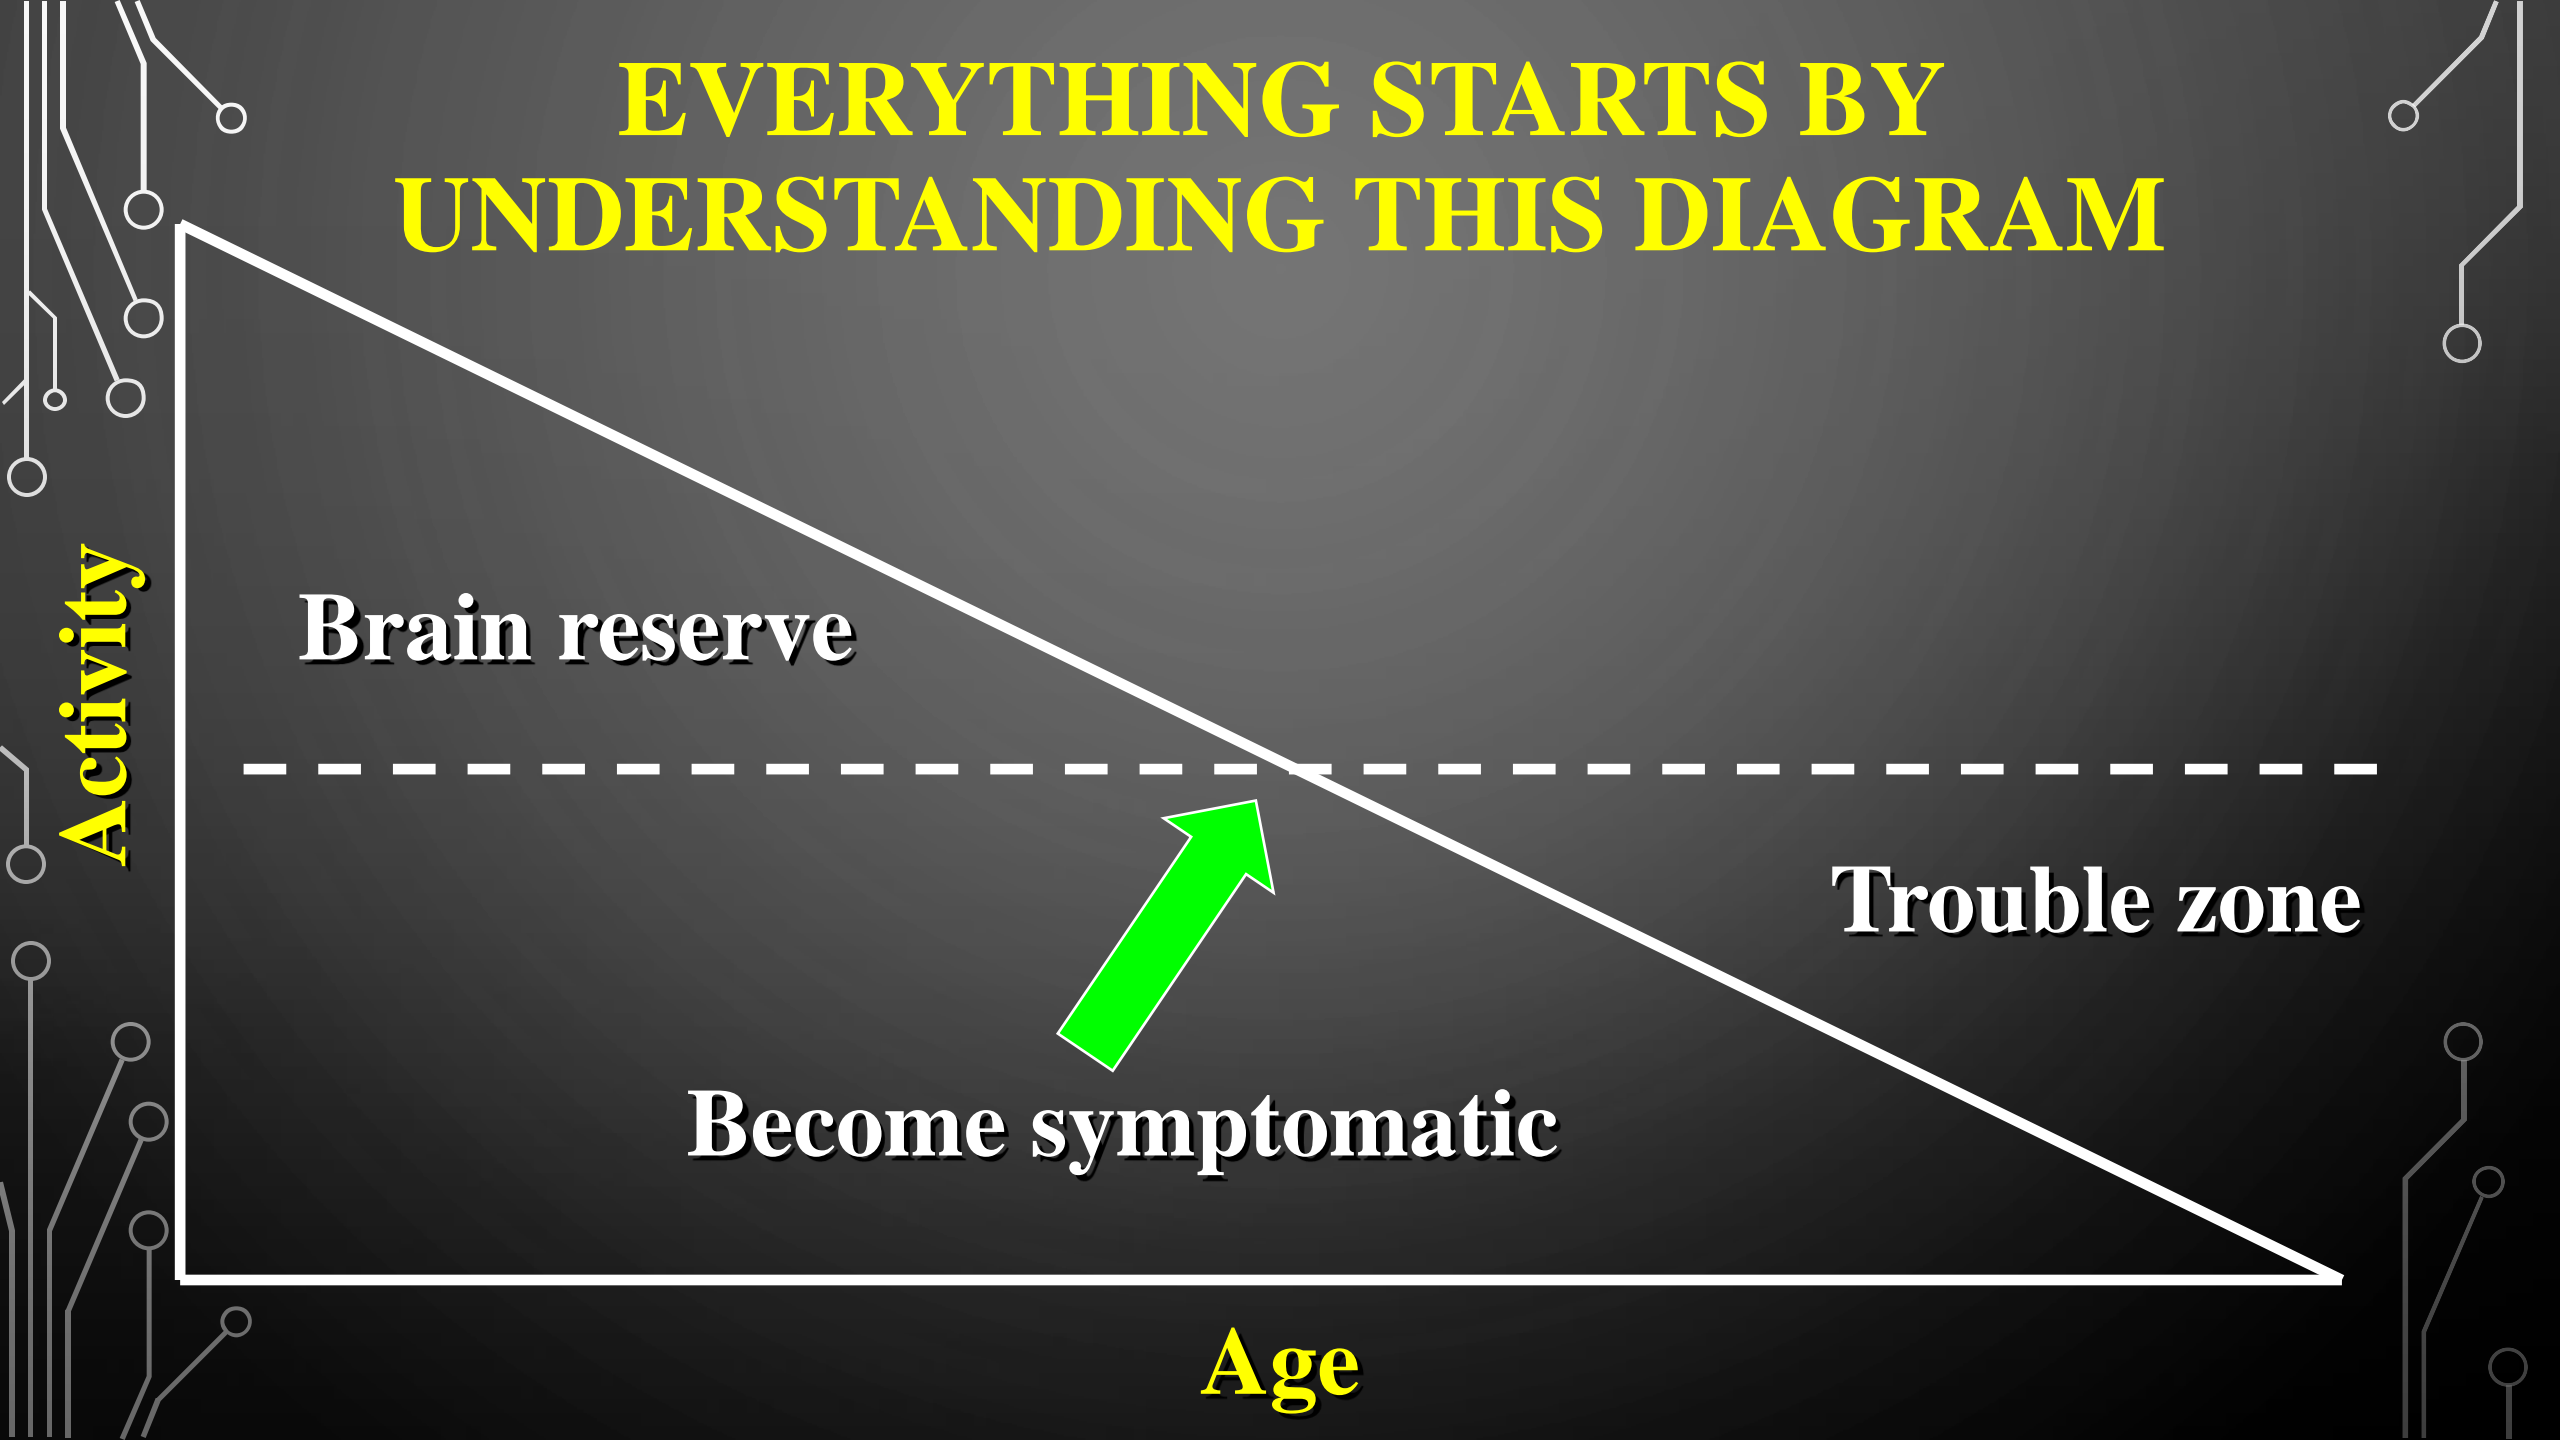 EVERYTHING STARTS BY
UNDERSTANDING THIS DIAGRAM
Activity
Brain reserve
Trouble zone
Become symptomatic
Age